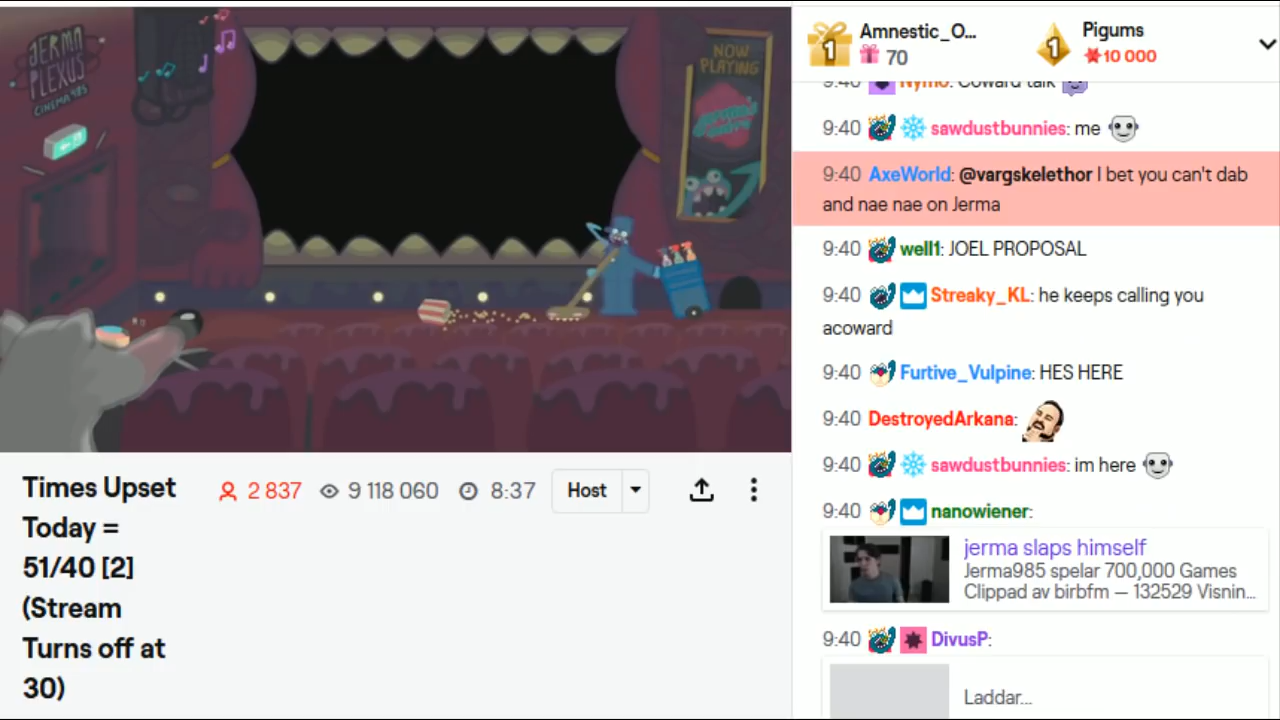 JERMA
PLEXUS
CINEMA 985
NOW
PLAYING
Times Upset
Today =
51/40 [2]
(Stream
Turns off at
30)
2 837
9 118 060
8:37
Host
1
Amnestic_O...
70
1
Pigums
10 000
9:40 Nymo: Coward talk
9:40 sawdustbunnies: me
9:40 AxeWorld: @vargskelethor I bet you can't dab
and nae nae on Jerma
9:40 well1: JOEL PROPOSAL
9:40 Streaky_KL: he keeps calling you
acoward
9:40 Furtive_Vulpine: HES HERE
9:40 DestroyedArkana:
9:40 sawdustbunnies: im here
9:40 nanowiener:
jerma slaps himself
Jerma985 spelar 700,000 Games
Clippad av birbfm — 132529 Visnin...
9:40 DivusP:
Laddar...